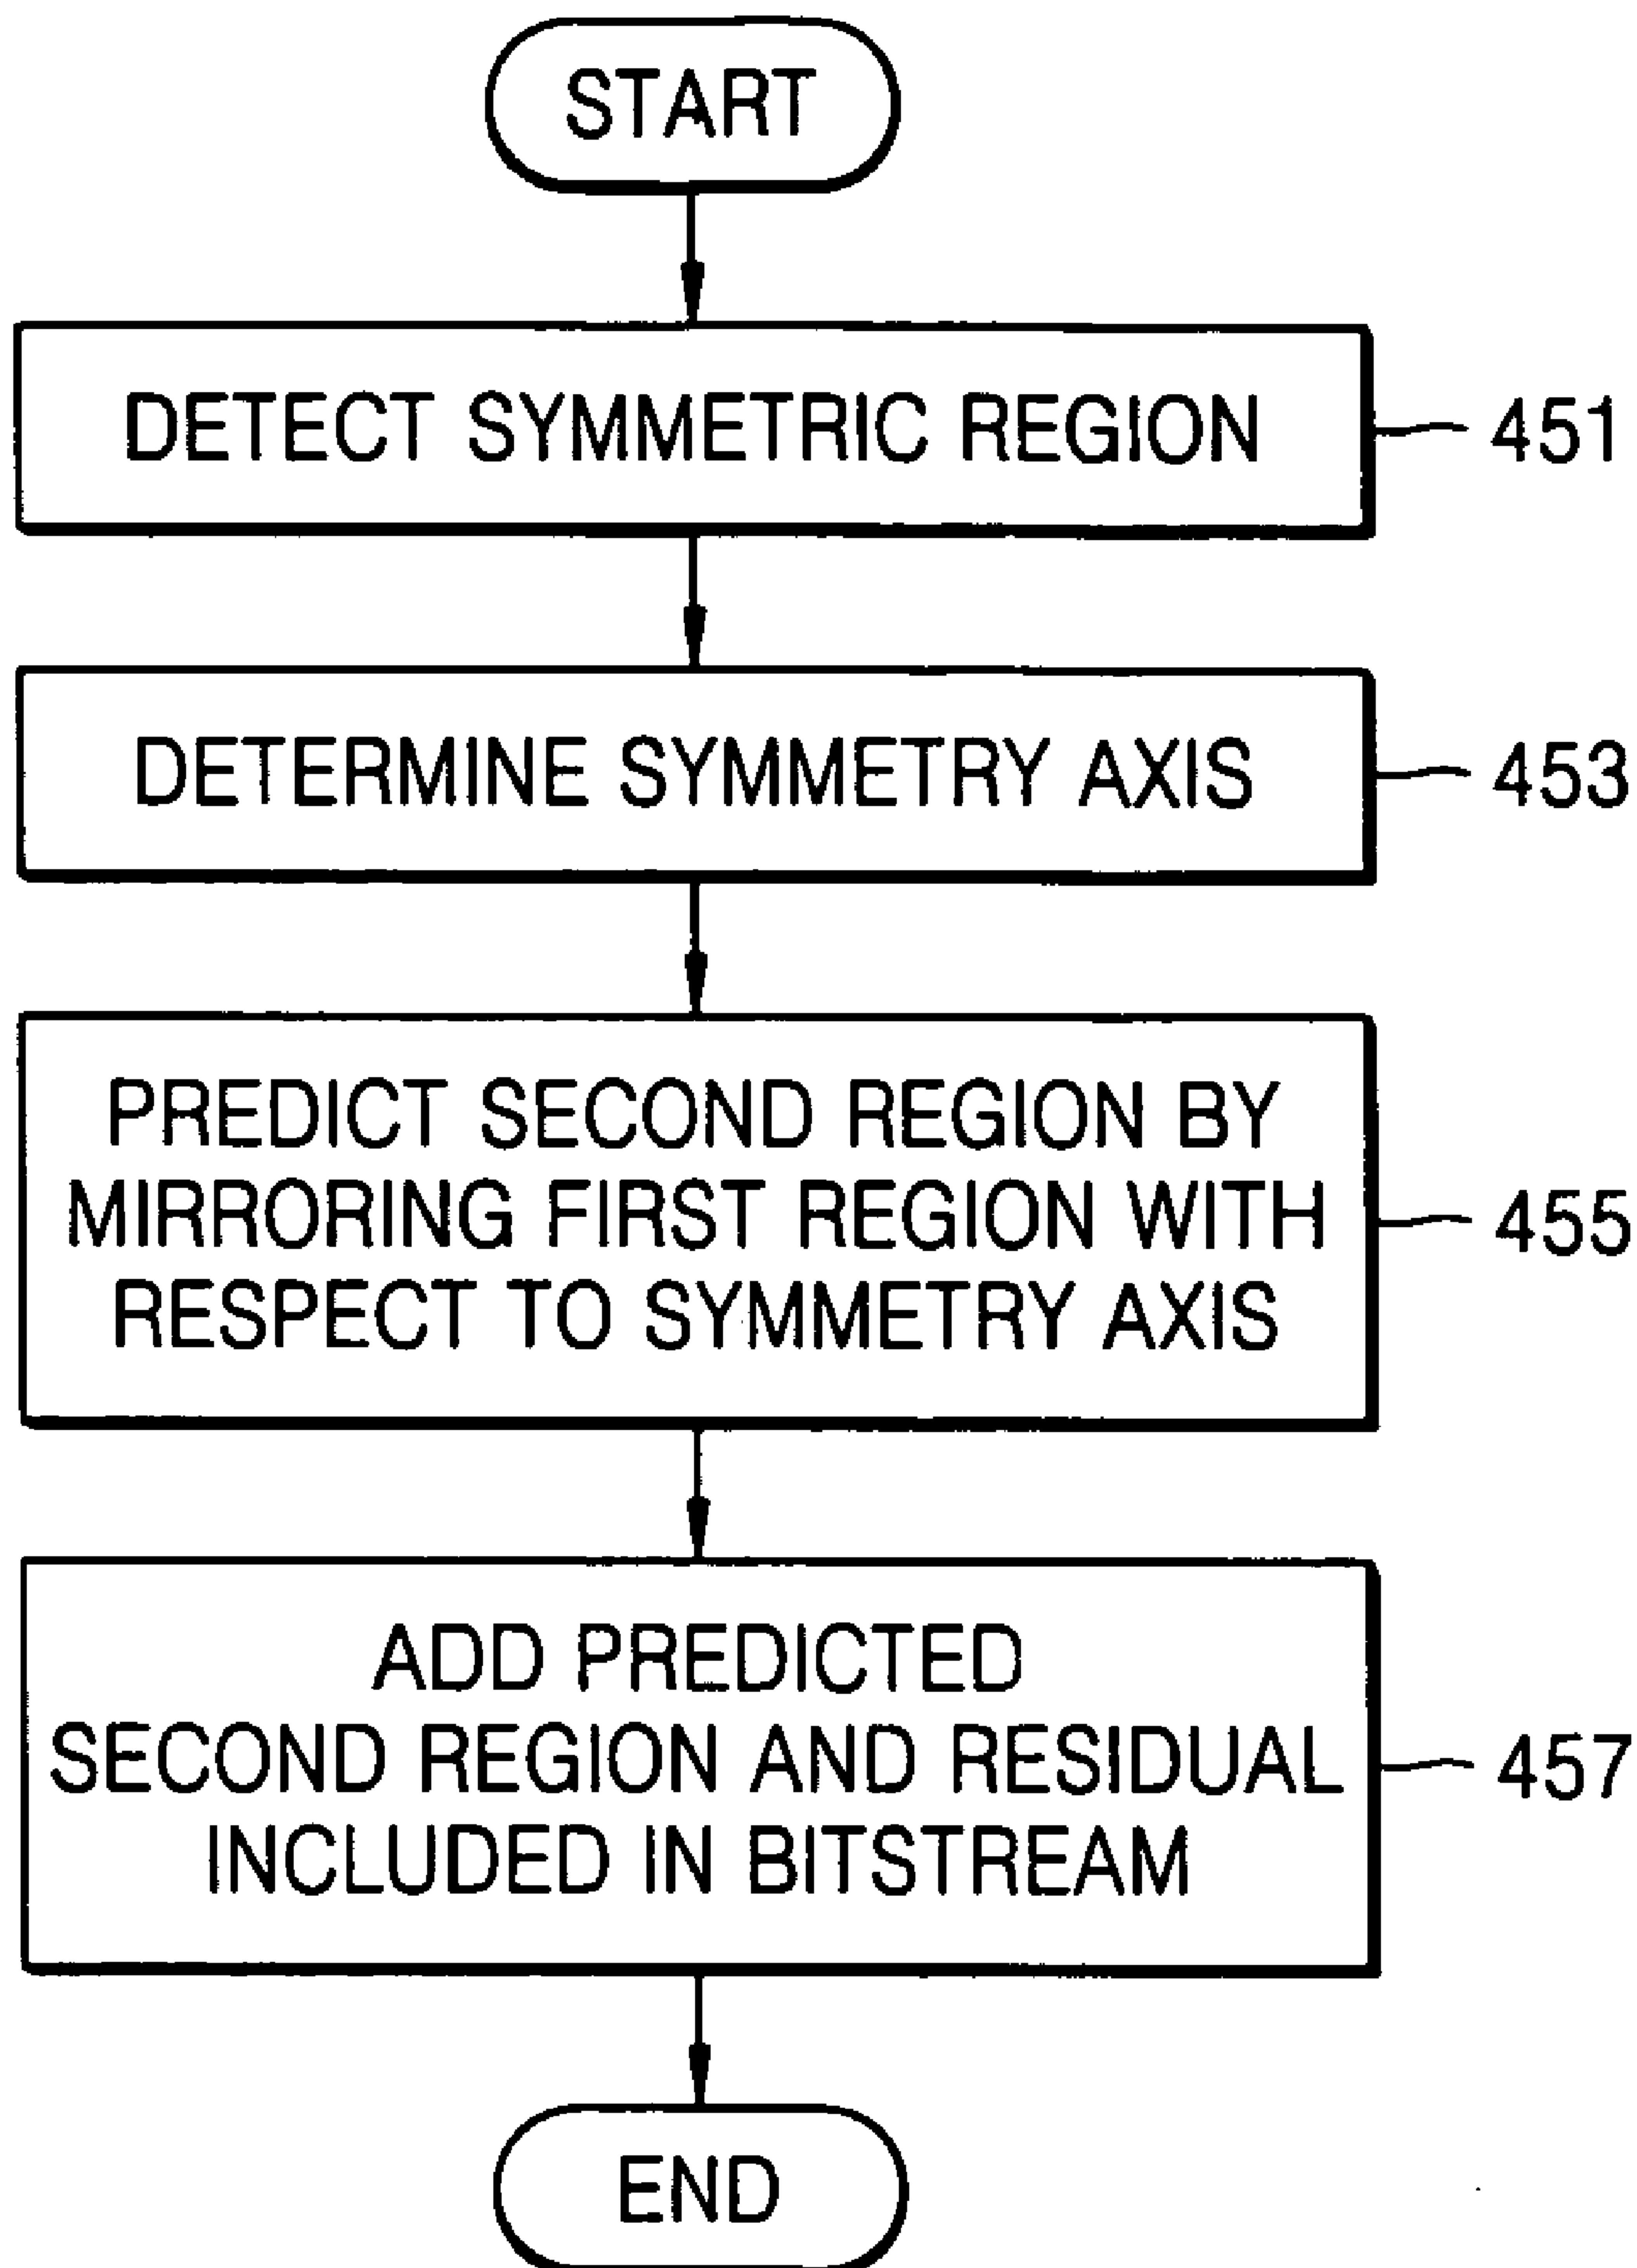 START
DETECT SYMMETRIC REGION
451
DETERMINE SYMMETRY AXIS
453
PREDICT SECOND REGION BY
MIRRORING FIRST REGION WITH
RESPECT TO SYMMETRY AXIS
455
ADD PREDICTED
SECOND REGION AND RESIDUAL
INCLUDED IN BITSTREAM
457
END